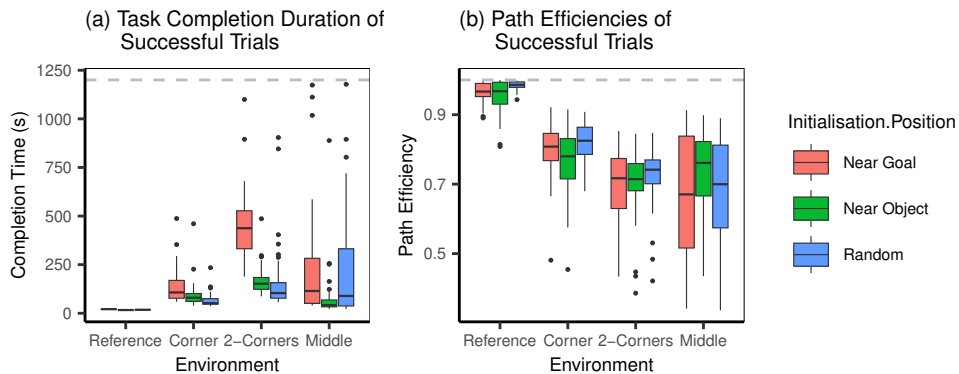 (a) Task Completion Duration of
Successful Trials
1250
1000
750
500
250
0
Completion Time (s)
Reference Corner 2−Corners Middle
Environment
(b) Path Efficiencies of
Successful Trials
0.9
0.7
0.5
Path Efficiency
Reference Corner 2−Corners Middle
Environment
Initialisation.Position
Near Goal
Near Object
Random